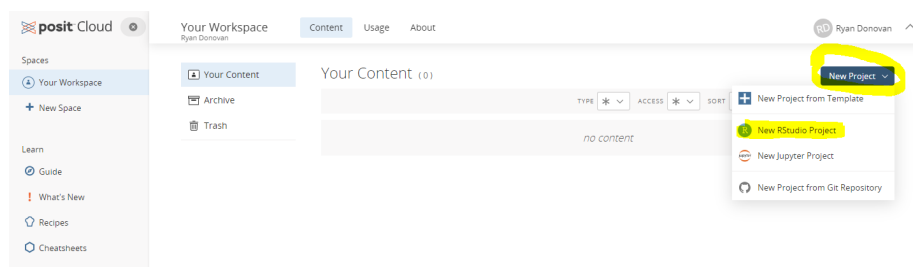 posit Cloud
Your Workspace
Ryan Donovan
Content Usage About
RD Ryan Donovan
Spaces
Your Workspace
New Space
Learn
Guide
What's New
Recipes
Cheatsheets
Your Content
Archive
Trash
Your Content (0)
New Project
TYPE ACCESS SORT
no content
New Project from Template
R New RStudio Project
New Jupyter Project
New Project from Git Repository